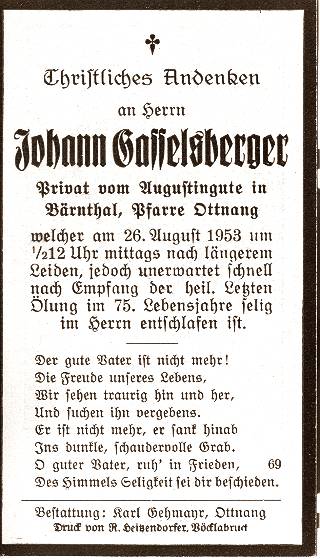 Christliches Andenken
an Herrn
Johann Gasselsberger
Privat vom Augustingute in
Bärnthal, Pfarre Ottnang
welcher am 26. August 1953 um
½12 Uhr mittags nach längerem
Leiden, jedoch unerwartet schnell
nach Empfang der heil. Letzten
Ölung im 75. Lebensjahre selig
im Herrn entschlafen ist.
Der gute Vater ist nicht mehr!
Die Freude unseres Lebens,
Wir sehen traurig hin und her,
Und suchen ihn vergebens.
Er ist nicht mehr, er sank hinab
Ins dunkle, schaudervolle Grab.
O guter Vater, ruh' in Frieden, 69
Des Himmels Seligkeit sei dir beschieden.
Bestattung: Karl Gehmayr, Ottnang
Druck von R. Heitzendorfer, Vöcklabruck